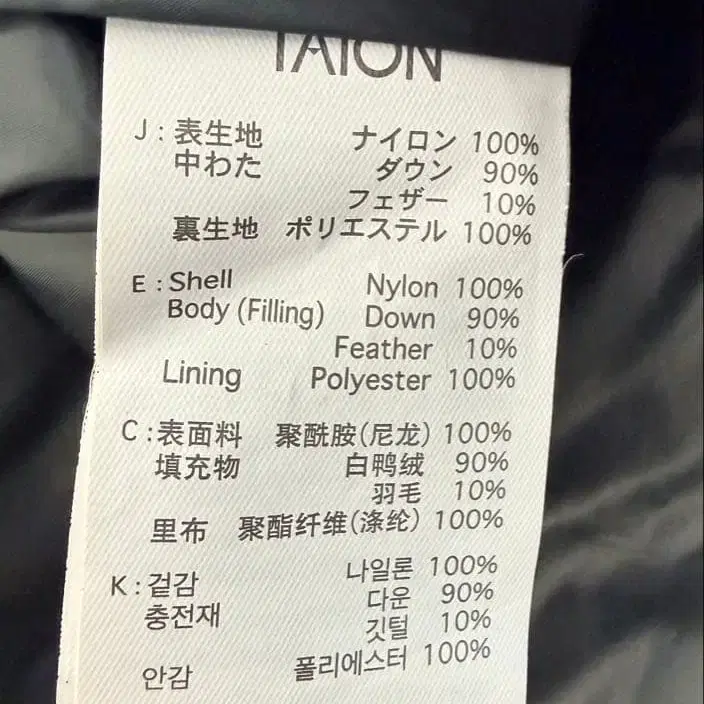 TAION
J : 表生地 ナイロン 100%
中わた ダウン 90%
フェザー 10%
裏生地 ポリエステル 100%
E : Shell Nylon 100%
Body (Filling) Down 90%
Feather 10%
Lining Polyester 100%
C : 表面料 聚酰胺(尼龙) 100%
填充物 白鸭绒 90%
羽毛 10%
里布 聚酯纤维(涤纶) 100%
K : 겉감 나일론 100%
충전재 다운 90%
깃털 10%
안감 폴리에스터 100%